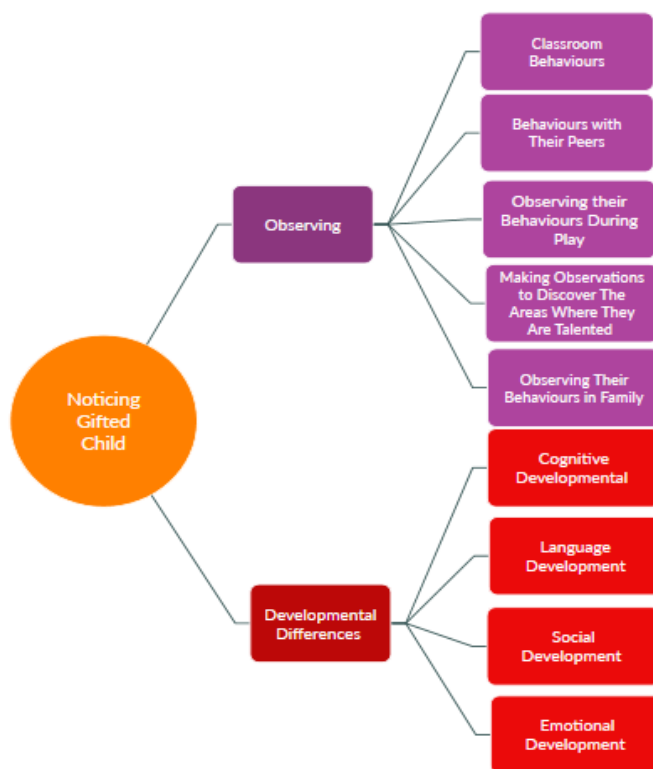 Noticing
Gifted
Child
Observing
Classroom
Behaviours
Behaviours with
Their Peers
Observing their
Behaviours During
Play
Making Observations
to Discover The
Areas Where They
Are Talented
Observing Their
Behaviours in Family
Developmental
Differences
Cognitive
Developmental
Language
Development
Social
Development
Emotional
Development